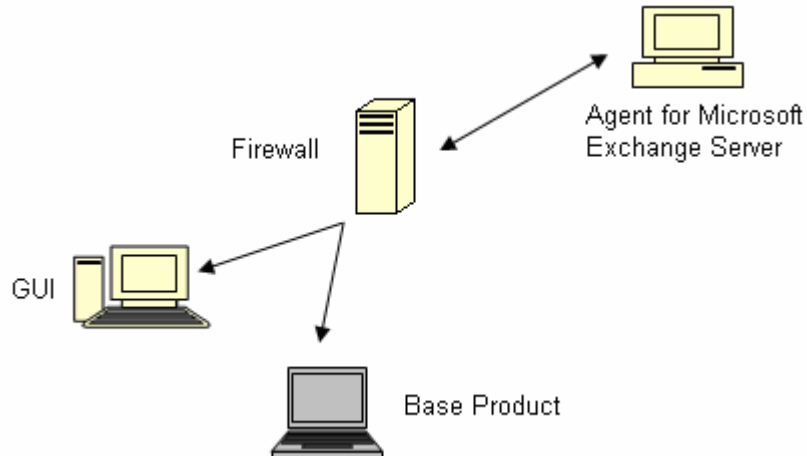 Agent for Microsoft
Exchange Server
Firewall
GUI
Base Product